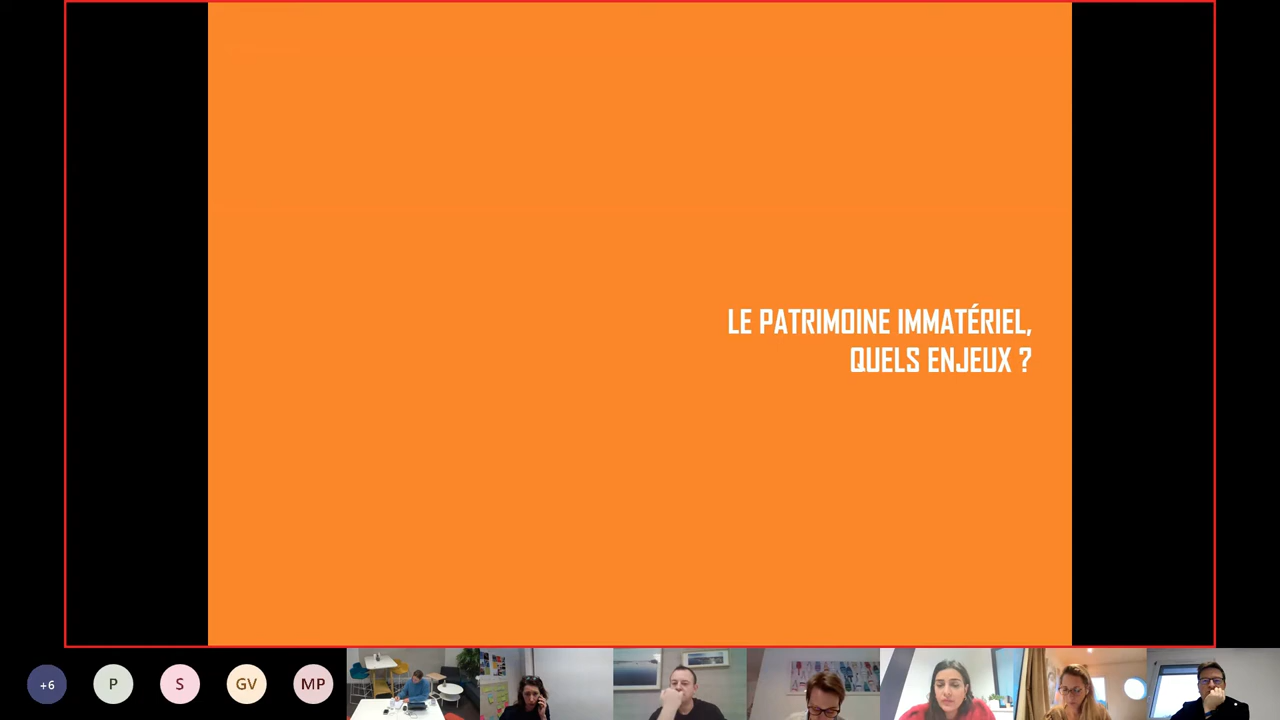 LE PATRIMOINE IMMATÉRIEL,
QUELS ENJEUX ?
+6
P
S
GV
MP